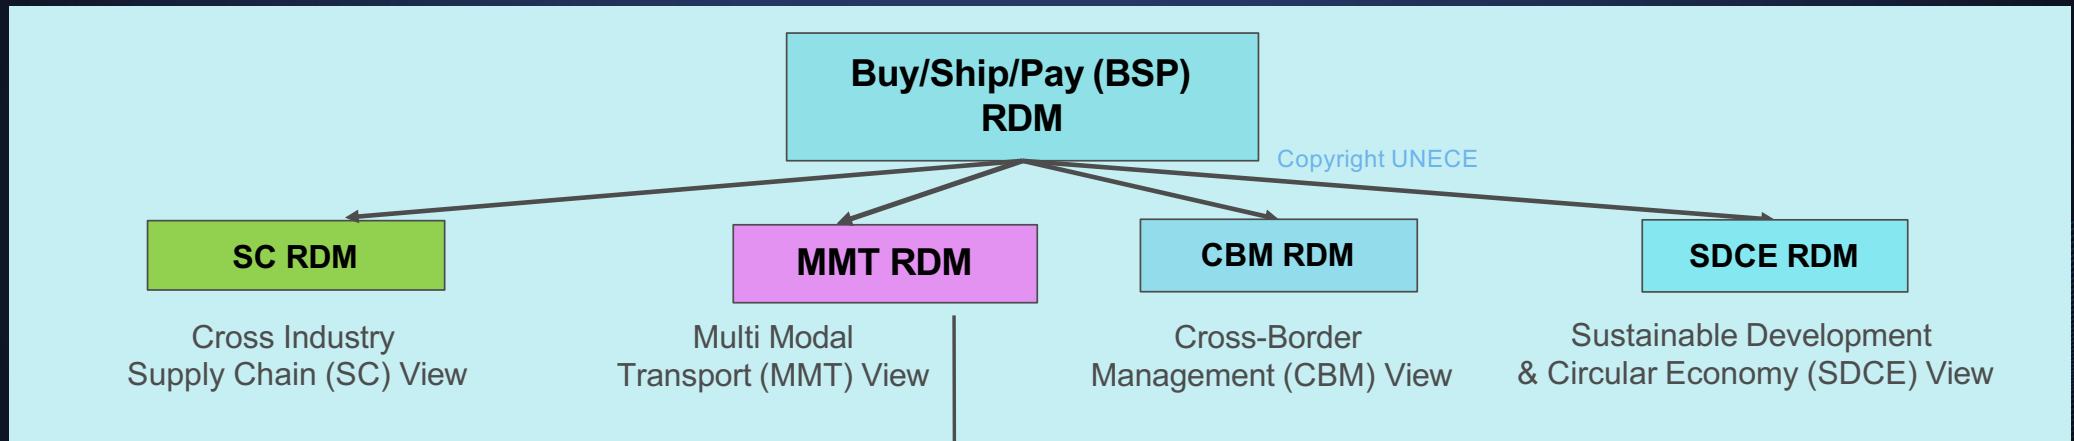 Buy/Ship/Pay (BSP)
RDM
Copyright UNECE
SC RDM
MMT RDM
CBM RDM
SDCE RDM
Cross Industry
Supply Chain (SC) View
Multi Modal
Transport (MMT) View
Cross-Border
Management (CBM) View
Sustainable Development
& Circular Economy (SDCE) View